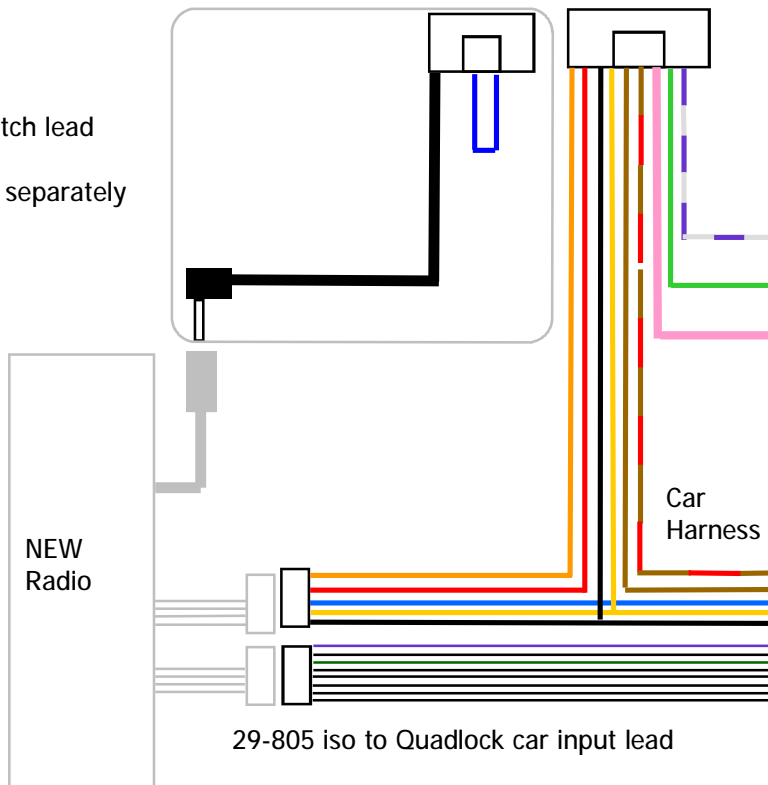 tch lead
separately
NEW
Radio
Car
Harness
29-805 iso to Quadlock car input lead